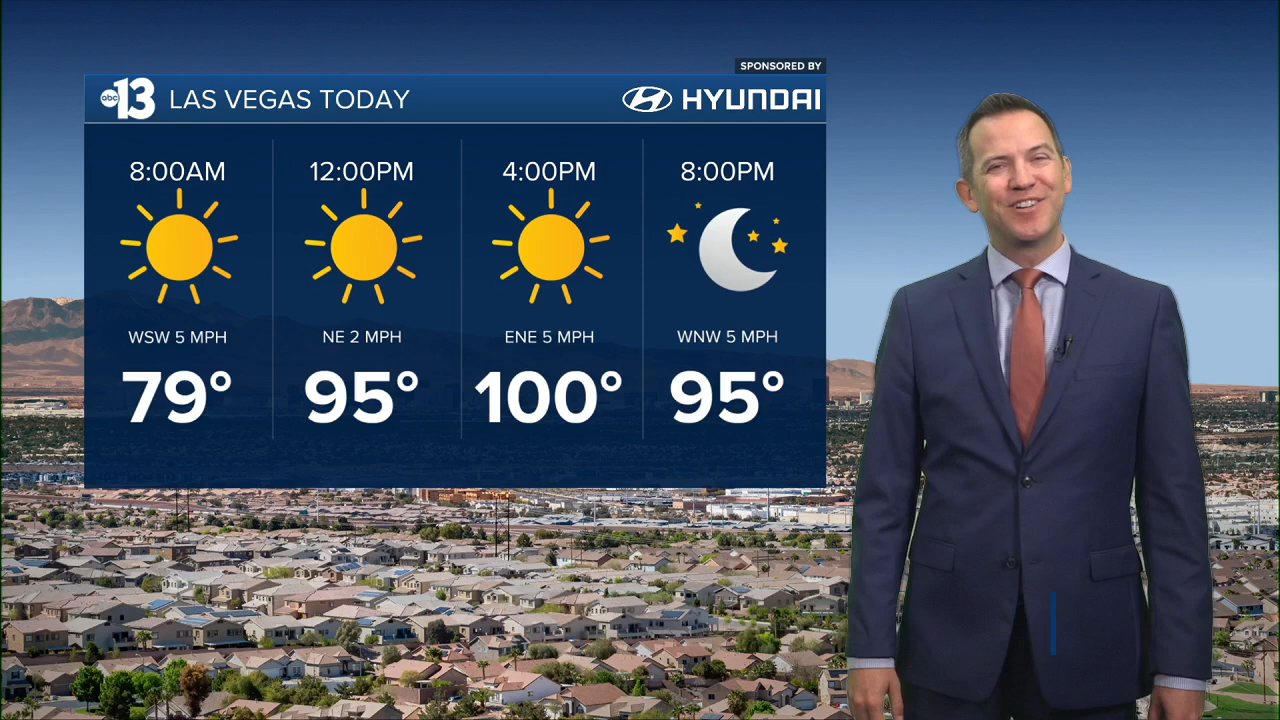 SPONSORED BY
abc 13 LAS VEGAS TODAY HYUNDAI
8:00AM 12:00PM 4:00PM 8:00PM
WSW 5 MPH NE 2 MPH ENE 5 MPH WNW 5 MPH
79° 95° 100° 95°